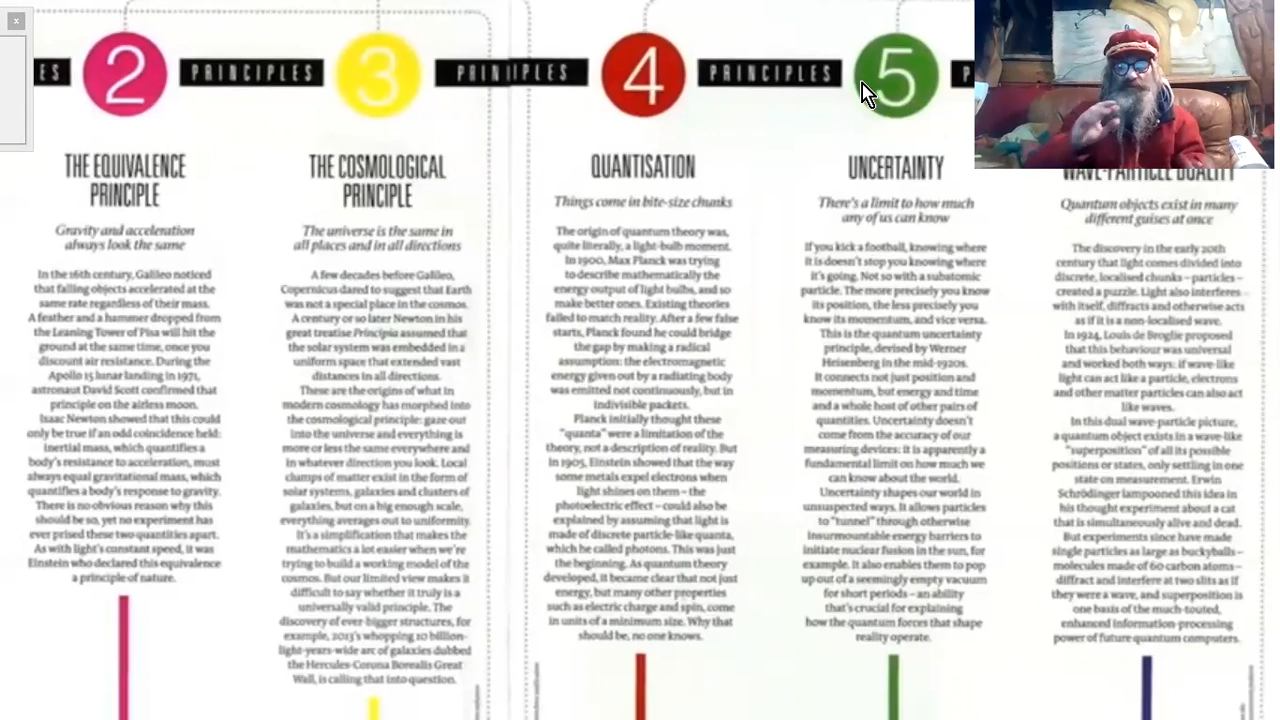 ES
2
PRINCIPLES
3
PRINCIPLES
4
PRINCIPLES
5
P
THE EQUIVALENCE
PRINCIPLE
Gravity and acceleration
always look the same
In the 16th century, Galileo noticed
that falling objects accelerated at the
same rate regardless of their mass.
A feather and a hammer dropped from
the Leaning Tower of Pisa will hit the
ground at the same time, once you
discount air resistance. During the
Apollo 15 lunar landing in 1971,
astronaut David Scott confirmed that
principle on the airless moon.
Isaac Newton showed that this could
only be true if an odd coincidence held:
inertial mass, which quantifies a
body's resistance to acceleration, must
always equal gravitational mass, which
quantifies a body's response to gravity.
There is no obvious reason why this
should be so, yet no experiment has
ever prised these two quantities apart.
As with light's constant speed, it was
Einstein who declared this equivalence
a principle of nature.
THE COSMOLOGICAL
PRINCIPLE
The universe is the same in
all places and in all directions
A few decades before Galileo,
Copernicus dared to suggest that Earth
was not a special place in the cosmos.
A century or so later Newton in his
great treatise Principia assumed that
the solar system was embedded in a
uniform space that extended vast
distances in all directions.
These are the origins of what in
modern cosmology has morphed into
the cosmological principle: gaze out
into the universe and everything is
more or less the same everywhere and
in whatever direction you look. Local
clumps of matter exist in the form of
solar systems, galaxies and clusters of
galaxies, but on a big enough scale,
everything averages out to uniformity.
It's a simplification that makes the
mathematics a lot easier when we're
trying to build a working model of the
cosmos. But our limited view makes it
difficult to say whether it truly is a
universally valid principle. The
discovery of ever-bigger structures, for
example, 2013's whopping 10 billion-
light-years-wide arc of galaxies dubbed
the Hercules-Corona Borealis Great
Wall, is calling that into question.
QUANTISATION
Things come in bite-size chunks
The origin of quantum theory was,
quite literally, a light-bulb moment.
In 1900, Max Planck was trying
to describe mathematically the
energy output of light bulbs, and so
make better ones. Existing theories
failed to match reality. After a few false
starts, Planck found he could bridge
the gap by making a radical
assumption: the electromagnetic
energy given out by a radiating body
was emitted not continuously, but in
indivisible packets.
Planck initially thought these
"quanta" were a limitation of the
theory, not a description of reality. But
in 1905, Einstein showed that the way
some metals expel electrons when
light shines on them – the
photoelectric effect – could also be
explained by assuming that light is
made of discrete particle-like quanta,
which he called photons. This was just
the beginning. As quantum theory
developed, it became clear that not just
energy, but many other properties
such as electric charge and spin, come
in units of a minimum size. Why that
should be, no one knows.
UNCERTAINTY
There's a limit to how much
any of us can know
If you kick a football, knowing where
it is doesn't stop you knowing where
it's going. Not so with a subatomic
particle. The more precisely you know
its position, the less precisely you
know its momentum, and vice versa.
This is the quantum uncertainty
principle, devised by Werner
Heisenberg in the mid-1920s.
It connects not just position and
momentum, but energy and time
and a whole host of other pairs of
quantities. Uncertainty doesn't
come from the accuracy of our
measuring devices: it is apparently a
fundamental limit on how much we
can know about the world.
Uncertainty shapes our world in
unsuspected ways. It allows particles
to "tunnel" through otherwise
insurmountable energy barriers to
initiate nuclear fusion in the sun, for
example. It also enables them to pop
up out of a seemingly empty vacuum
for short periods – an ability
that's crucial for explaining
how the quantum forces that shape
reality operate.
WAVE-PARTICLE DUALITY
Quantum objects exist in many
different guises at once
The discovery in the early 20th
century that light comes divided into
discrete, localised chunks – particles –
created a puzzle. Light also interferes
with itself, diffracts and otherwise acts
as if it is a non-localised wave.
In 1924, Louis de Broglie proposed
that this behaviour was universal
and worked both ways: if wave-like
light can act like a particle, electrons
and other matter particles can also act
like waves.
In this dual wave-particle picture,
a quantum object exists in a wave-like
"superposition" of all its possible
positions or states, only settling in one
state on measurement. Erwin
Schrödinger lampooned this idea in
his thought experiment about a cat
that is simultaneously alive and dead.
But experiments since have made
single particles as large as buckyballs –
molecules made of 60 carbon atoms –
diffract and interfere at two slits as if
they were a wave, and superposition is
one basis of the much-touted,
enhanced information-processing
power of future quantum computers.